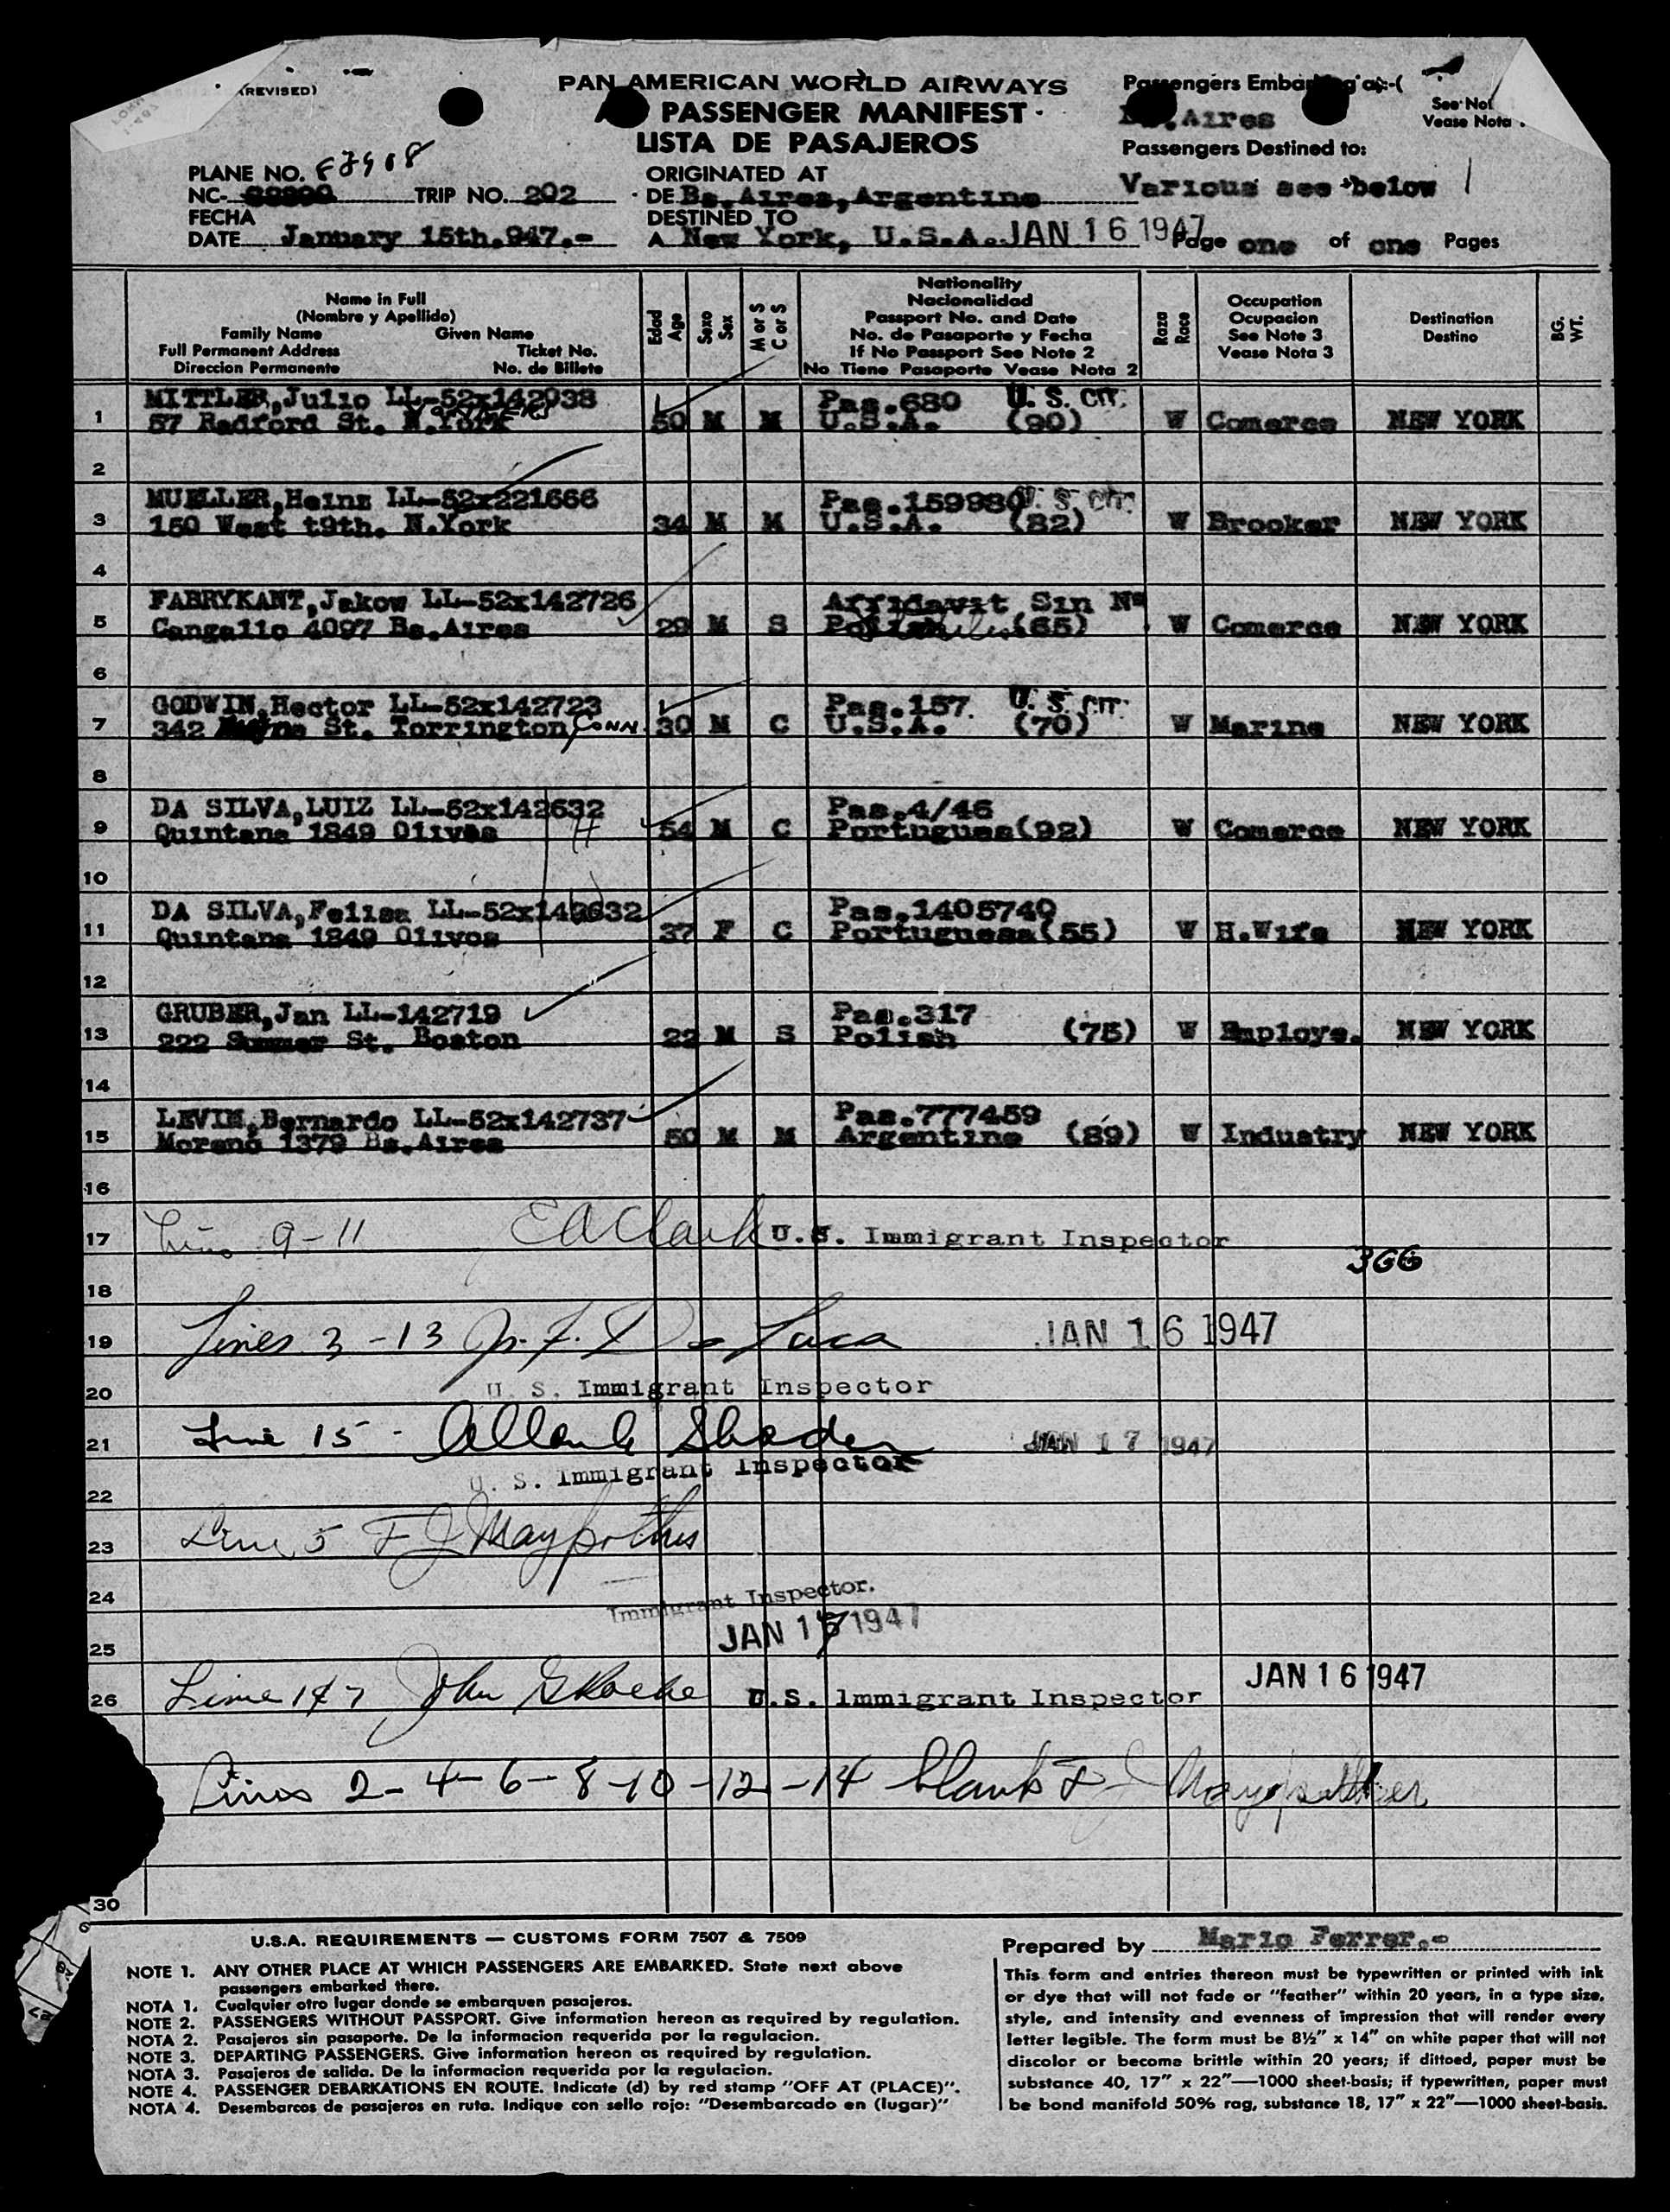 (REVISED)
PAN AMERICAN WORLD AIRWAYS
PASSENGER MANIFEST
LISTA DE PASAJEROS
Passengers Embarking at:-(
See Not
Vease Nota
Aires
Passengers Destined to:
Various see below
PLANE NO.
NC- TRIP NO. 202
FECHA
DATE January 15th.947.-
ORIGINATED AT
DE Bs.Aires,Argentine
DESTINED TO
A New York, U.S.A. JAN 16 1947
Page one of one Pages
Name in Full
(Nombre y Apellido)
Family Name Given Name
Full Permanent Address Ticket No.
Direccion Permanente No. de Billete
Edad Age
Sexo Sex
M or S C or S
Nationality
Nacionalidad
Passport No. and Date
No. de Pasaporte y Fecha
If No Passport See Note 2
No Tiene Pasaporte Vease Nota 2
Raza Race
Occupation
Ocupacion
See Note 3
Vease Nota 3
Destination
Destino
BG. WT.
MITTLER,Julio LL-52x142938 Pas.680 U.S. CIT.
1 57 Radford St. N.York 50 M M U.S.A. (90) W Comerce NEW YORK
2
MUELLER,Heinz LL-52x221666 Pas.159980 U.S. CIT.
3 150 West t9th. N.York 34 M M U.S.A. (82) W Brooker NEW YORK
4
FABRYKANT,Jakow LL-52x142726 Affidavit Sin Nº
5 Cangallo 4097 Bs.Aires 29 M S Polish (65) W Comerce NEW YORK
6
GODWIN,Hector LL-52x142723 Pas.157. U.S. CIT.
7 342 St. Torrington, CONN. 30 M C U.S.A. (70) W Marine NEW YORK
8
DA SILVA,LUIZ LL-52x142632 Pas.4/46
9 Quintana 1849 Olivos 54 M C Portugues(92) W Comerce NEW YORK
10
DA SILVA,Felisa LL-52x142632 Pas.1405740
11 Quintana 1849 Olivos 37 F C Portuguesa(55) W H.Wife NEW YORK
12
GRUBER,Jan LL-142719 Pas.317
13 222 Summer St. Boston 22 M S Polish (75) W Employe. NEW YORK
14
LEVIN,Bernardo LL-52x142737 Pas.777459
15 Moreno 1379 Bs.Aires 50 M M Argentine (89) W Industry NEW YORK
16
17 9-11 E A Clark U.S. Immigrant Inspector
366
18
19 Lines 3-13 De Luca JAN 16 1947
20 U. S. Immigrant Inspector
21 Line 15 - JAN 17 1947
U. S. Immigrant Inspector
22
23 Line 5 F J Maypother
24 Immigrant Inspector.
25 JAN 1947
26 Line 1 & 7 John U.S. Immigrant Inspector JAN 16 1947
Lines 2-4-6-8-10-12-14 blank F J Maypother
30
U.S.A. REQUIREMENTS — CUSTOMS FORM 7507 & 7509
NOTE 1. ANY OTHER PLACE AT WHICH PASSENGERS ARE EMBARKED. State next above
passengers embarked there.
NOTA 1. Cualquier otro lugar donde se embarquen pasajeros.
NOTE 2. PASSENGERS WITHOUT PASSPORT. Give information hereon as required by regulation.
NOTA 2. Pasajeros sin pasaporte. De la informacion requerida por la regulacion.
NOTE 3. DEPARTING PASSENGERS. Give information hereon as required by regulation.
NOTA 3. Pasajeros de salida. De la informacion requerida por la regulacion.
NOTE 4. PASSENGER DEBARKATIONS EN ROUTE. Indicate (d) by red stamp "OFF AT (PLACE)".
NOTA 4. Desembarcos de pasajeros en ruta. Indique con sello rojo: "Desembarcado en (lugar)"
Prepared by Mario Ferrer.-
This form and entries thereon must be typewritten or printed with ink
or dye that will not fade or "feather" within 20 years, in a type size,
style, and intensity and evenness of impression that will render every
letter legible. The form must be 8½" x 14" on white paper that will not
discolor or become brittle within 20 years; if dittoed, paper must be
substance 40, 17" x 22"—1000 sheet-basis; if typewritten, paper must
be bond manifold 50% rag, substance 18, 17" x 22"—1000 sheet-basis.